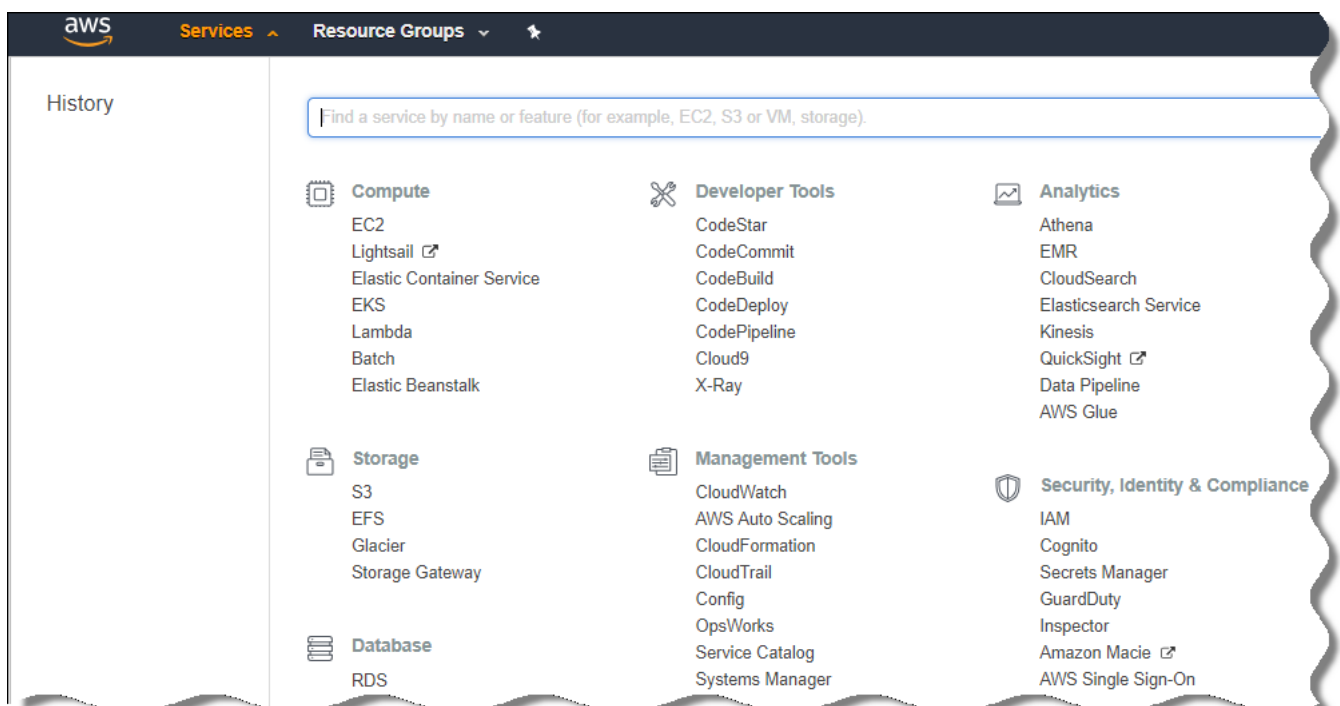 aws Services Resource Groups
History
Find a service by name or feature (for example, EC2, S3 or VM, storage).
Compute
EC2
Lightsail
Elastic Container Service
EKS
Lambda
Batch
Elastic Beanstalk
Storage
S3
EFS
Glacier
Storage Gateway
Database
RDS
Developer Tools
CodeStar
CodeCommit
CodeBuild
CodeDeploy
CodePipeline
Cloud9
X-Ray
Management Tools
CloudWatch
AWS Auto Scaling
CloudFormation
CloudTrail
Config
OpsWorks
Service Catalog
Systems Manager
Analytics
Athena
EMR
CloudSearch
Elasticsearch Service
Kinesis
QuickSight
Data Pipeline
AWS Glue
Security, Identity & Compliance
IAM
Cognito
Secrets Manager
GuardDuty
Inspector
Amazon Macie
AWS Single Sign-On